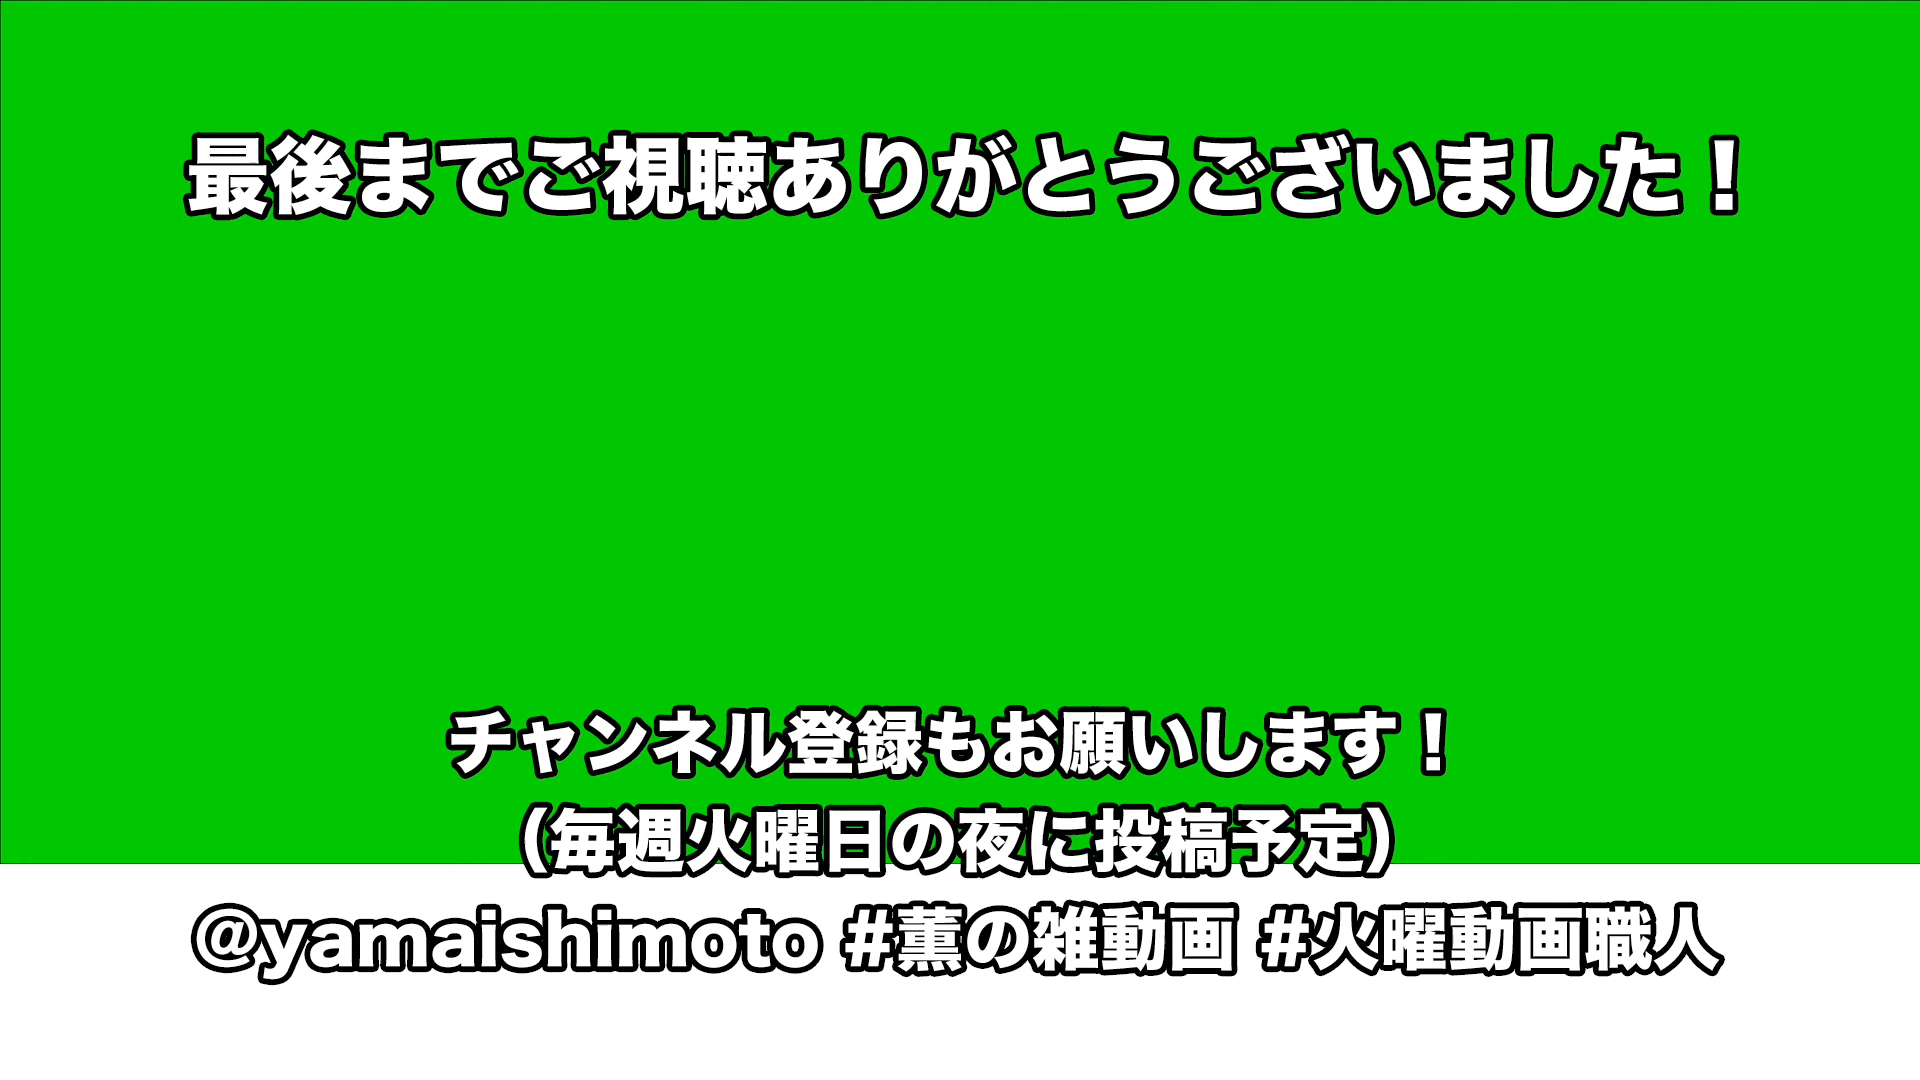 最後までご視聴ありがとうございました！
チャンネル登録もお願いします！
（毎週火曜日の夜に投稿予定）
@yamaishimoto #薫の雑動画 #火曜動画職人